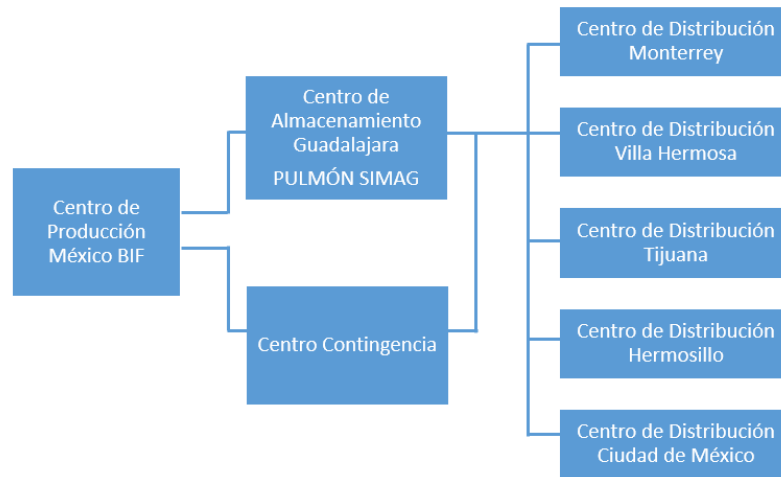 Centro de
Producción
México BIF
Centro de
Almacenamiento
Guadalajara
PULMÓN SIMAG
Centro Contingencia
Centro de Distribución
Monterrey
Centro de Distribución
Villa Hermosa
Centro de Distribución
Tijuana
Centro de Distribución
Hermosillo
Centro de Distribución
Ciudad de México